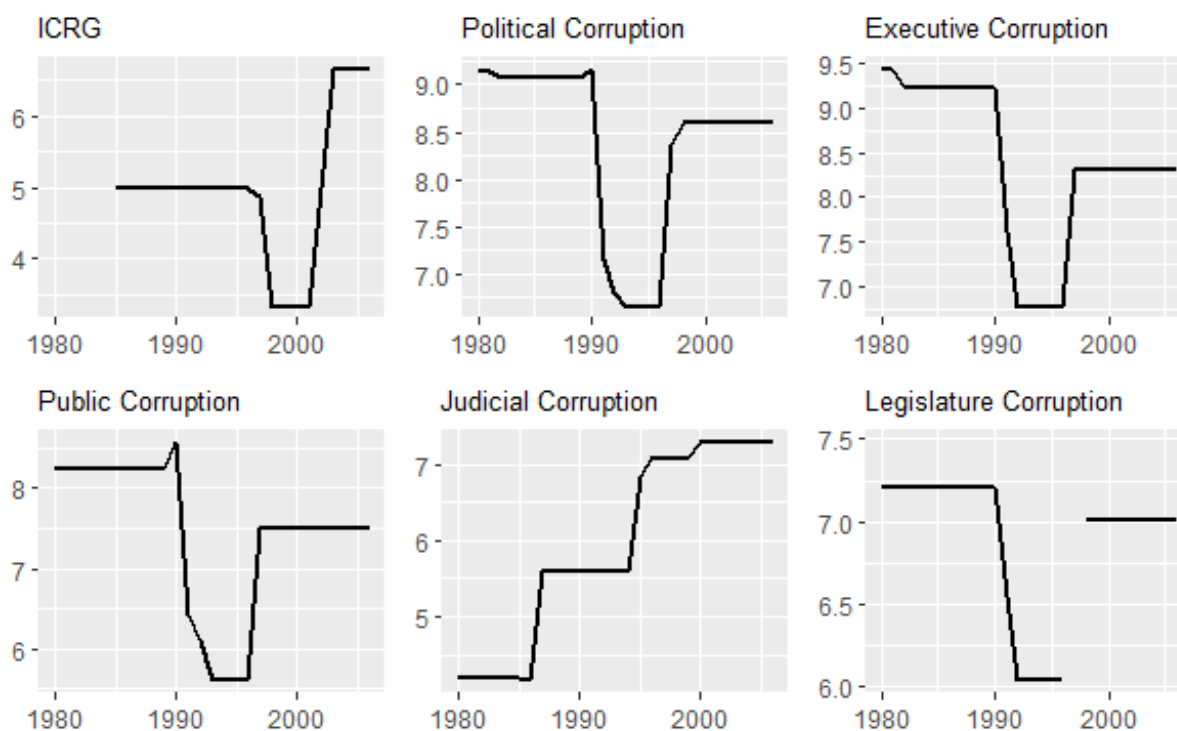 ICRG
6
5
4
1980 1990 2000
Political Corruption
9.0
8.5
8.0
7.5
7.0
1980 1990 2000
Executive Corruption
9.5
9.0
8.5
8.0
7.5
7.0
1980 1990 2000
Public Corruption
8
7
6
1980 1990 2000
Judicial Corruption
7
6
5
1980 1990 2000
Legislature Corruption
7.5
7.0
6.5
6.0
1980 1990 2000